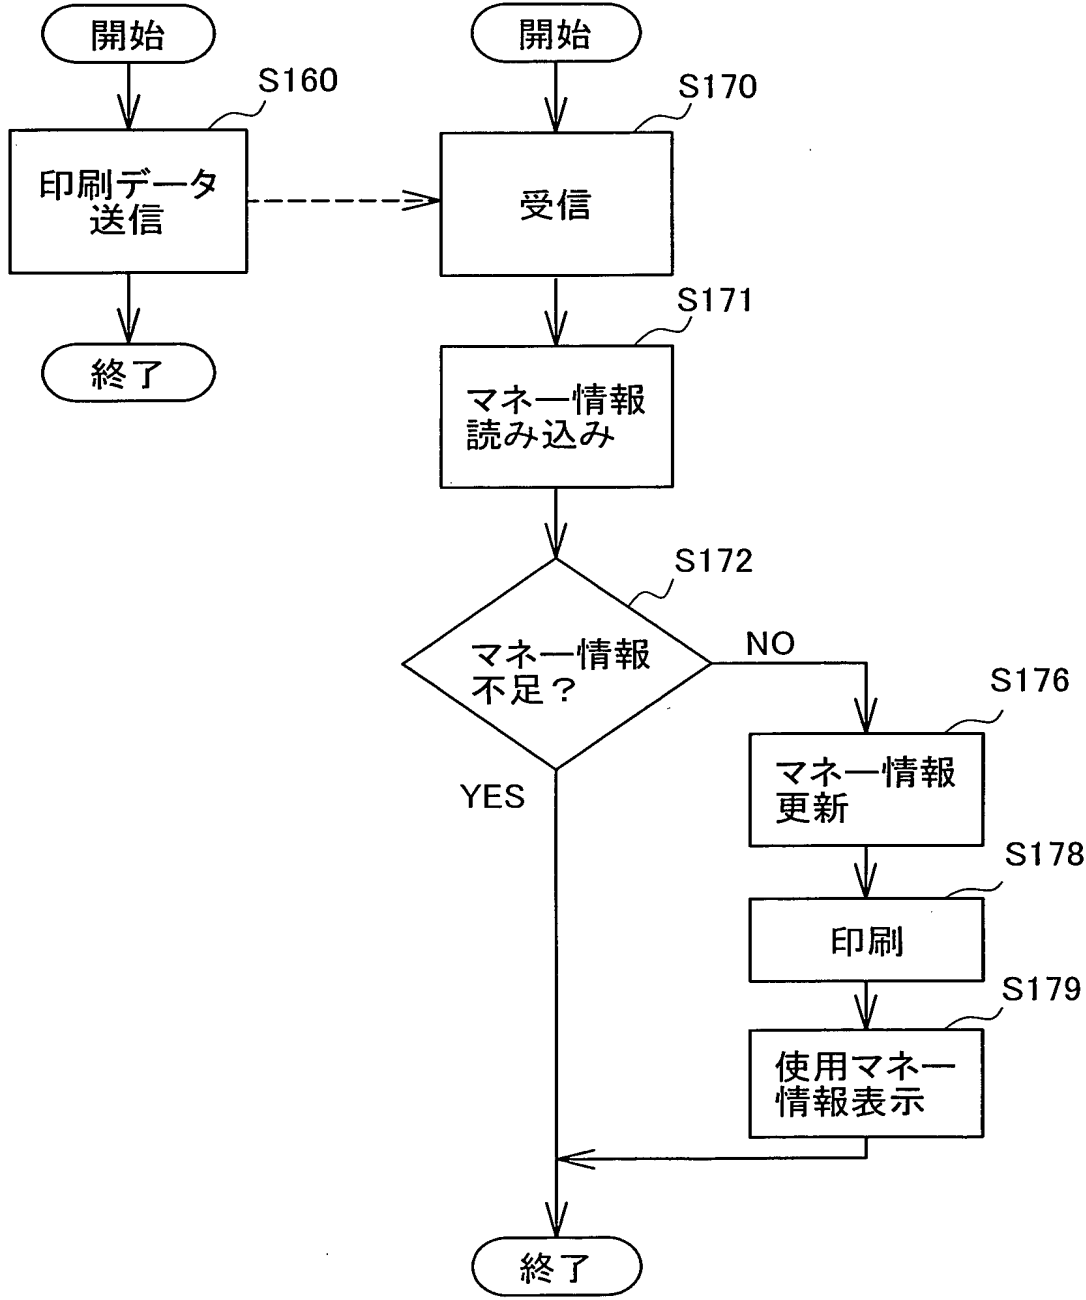 開始
S160
印刷データ
送信
終了
開始
S170
受信
S171
マネー情報
読み込み
S172
マネー情報
不足？
NO
YES
S176
マネー情報
更新
S178
印刷
S179
使用マネー
情報表示
終了